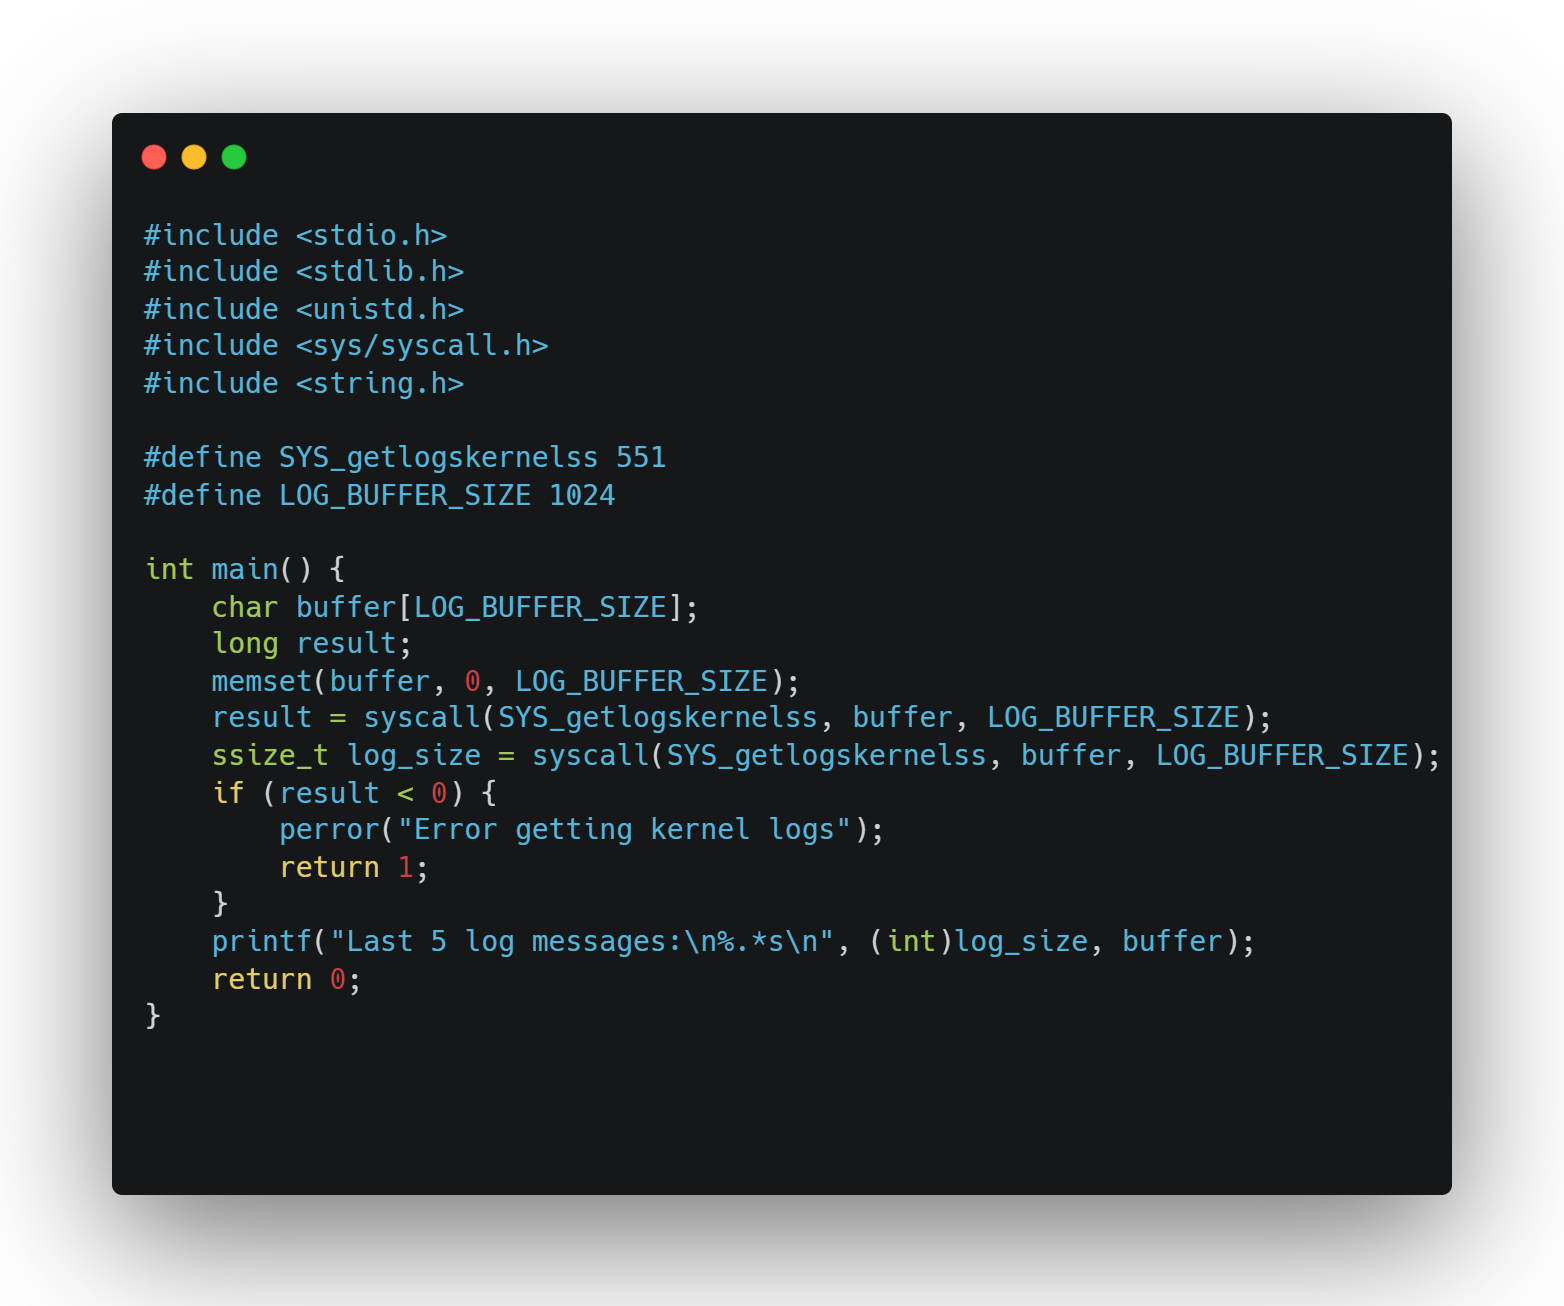 #include <stdio.h>
#include <stdlib.h>
#include <unistd.h>
#include <sys/syscall.h>
#include <string.h>

#define SYS_getlogskernelss 551
#define LOG_BUFFER_SIZE 1024

int main() {
    char buffer[LOG_BUFFER_SIZE];
    long result;
    memset(buffer, 0, LOG_BUFFER_SIZE);
    result = syscall(SYS_getlogskernelss, buffer, LOG_BUFFER_SIZE);
    ssize_t log_size = syscall(SYS_getlogskernelss, buffer, LOG_BUFFER_SIZE);
    if (result < 0) {
        perror("Error getting kernel logs");
        return 1;
    }
    printf("Last 5 log messages:\n%.*s\n", (int)log_size, buffer);
    return 0;
}